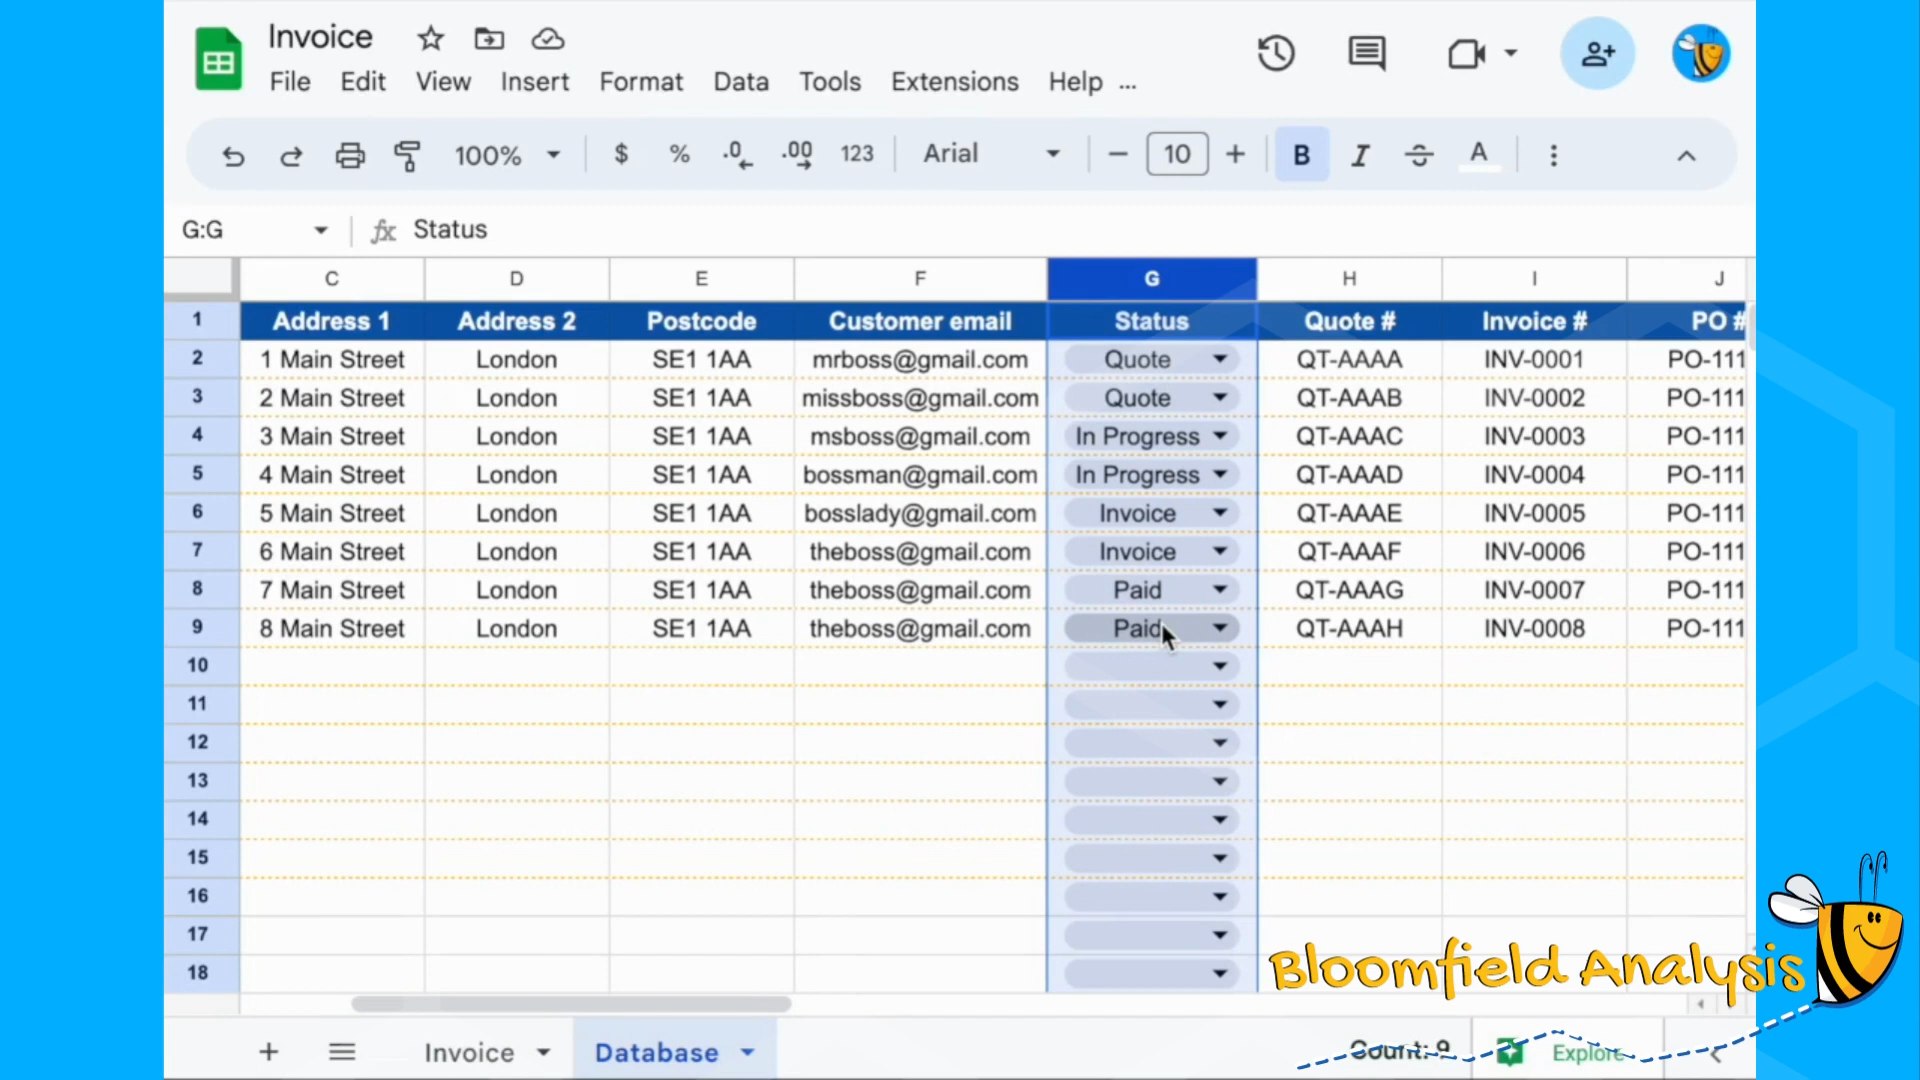 Invoice
File Edit View Insert Format Data Tools Extensions Help ...
100% $ % .0 .00 123 Arial 10 B I S A
G:G fx Status
C D E F G H I J
1 Address 1 Address 2 Postcode Customer email Status Quote # Invoice # PO #
2 1 Main Street London SE1 1AA mrboss@gmail.com Quote QT-AAAA INV-0001 PO-111
3 2 Main Street London SE1 1AA missboss@gmail.com Quote QT-AAAB INV-0002 PO-111
4 3 Main Street London SE1 1AA msboss@gmail.com In Progress QT-AAAC INV-0003 PO-111
5 4 Main Street London SE1 1AA bossman@gmail.com In Progress QT-AAAD INV-0004 PO-111
6 5 Main Street London SE1 1AA bosslady@gmail.com Invoice QT-AAAE INV-0005 PO-111
7 6 Main Street London SE1 1AA theboss@gmail.com Invoice QT-AAAF INV-0006 PO-111
8 7 Main Street London SE1 1AA theboss@gmail.com Paid QT-AAAG INV-0007 PO-111
9 8 Main Street London SE1 1AA theboss@gmail.com Paid QT-AAAH INV-0008 PO-111
10
11
12
13
14
15
16
17
18
Bloomfield Analysis
Invoice Database Count: 9 Explore